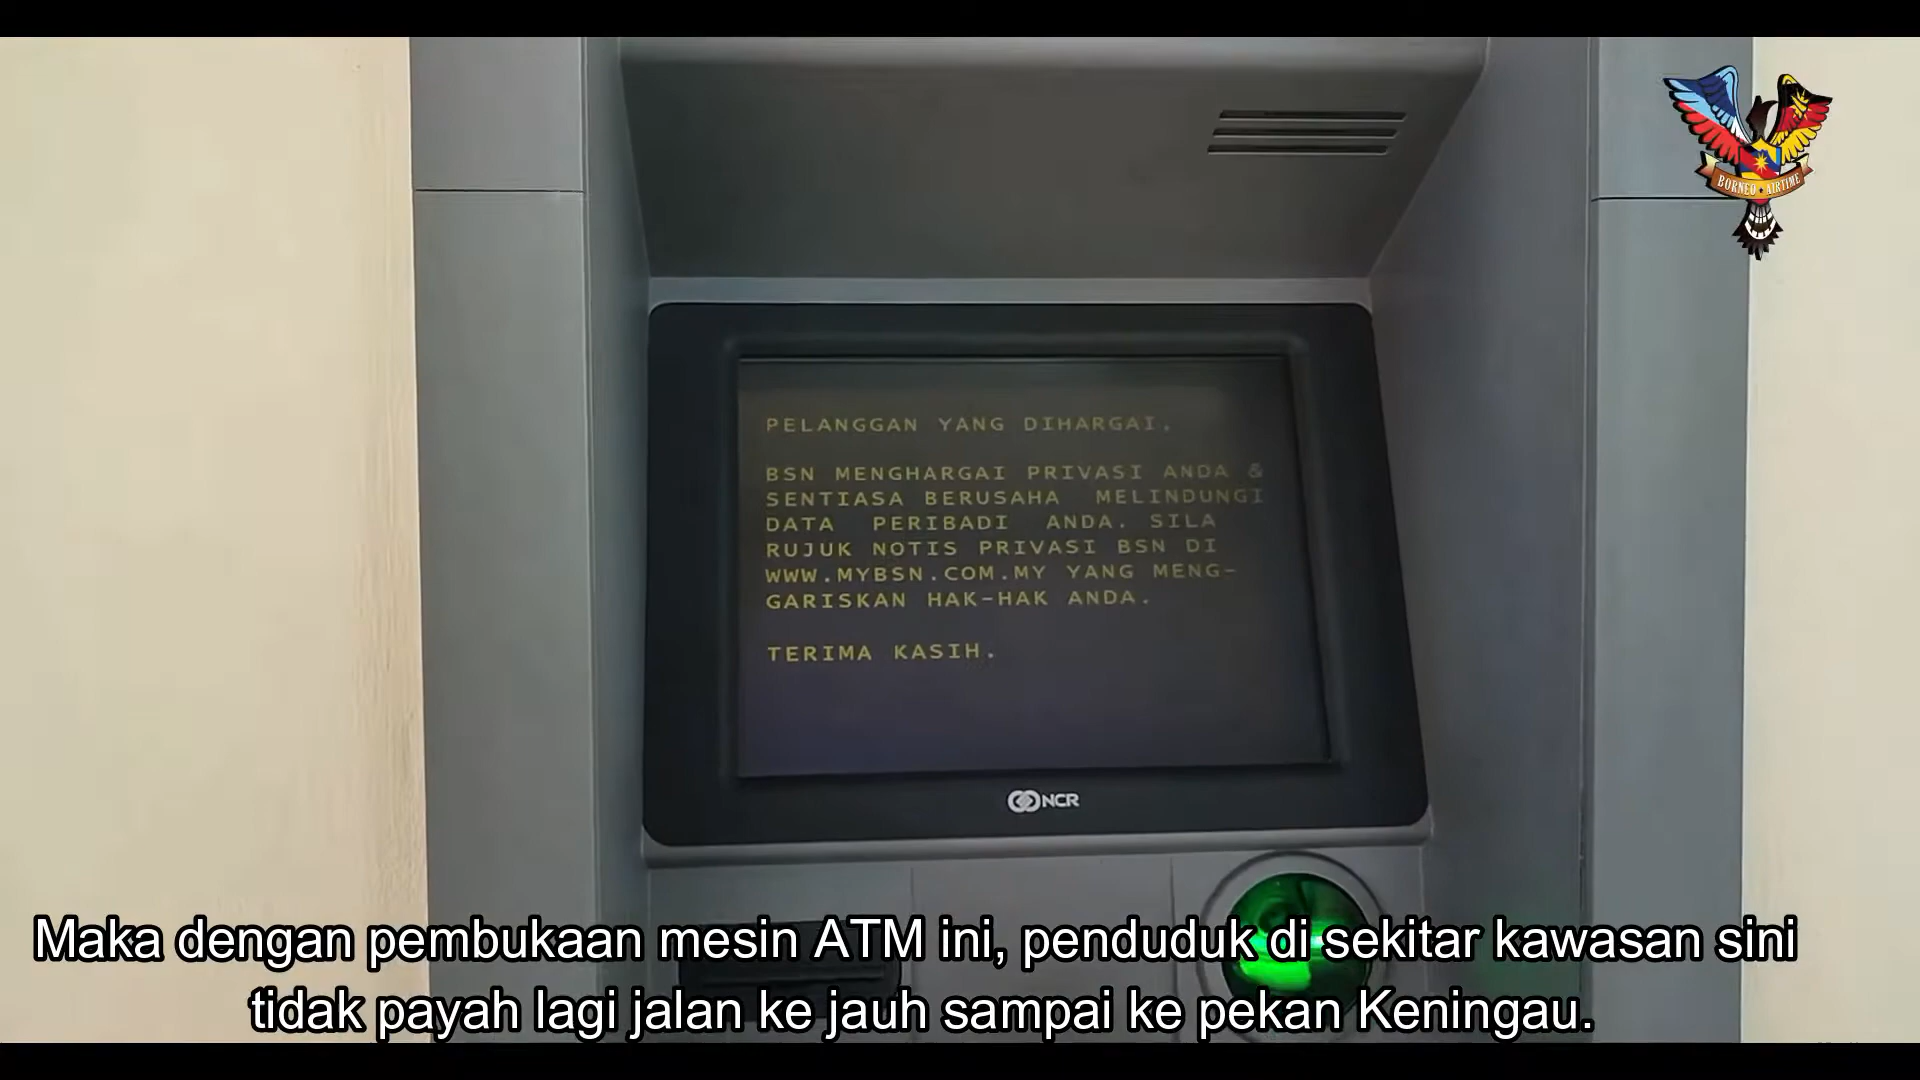 BORNEO AIRTIME
PELANGGAN YANG DIHARGAI.
BSN MENGHARGAI PRIVASI ANDA &
SENTIASA BERUSAHA MELINDUNGI
DATA PERIBADI ANDA. SILA
RUJUK NOTIS PRIVASI BSN DI
WWW.MYBSN.COM.MY YANG MENG-
GARISKAN HAK-HAK ANDA.
TERIMA KASIH.
NCR
Maka dengan pembukaan mesin ATM ini, penduduk di sekitar kawasan sini
tidak payah lagi jalan ke jauh sampai ke pekan Keningau.